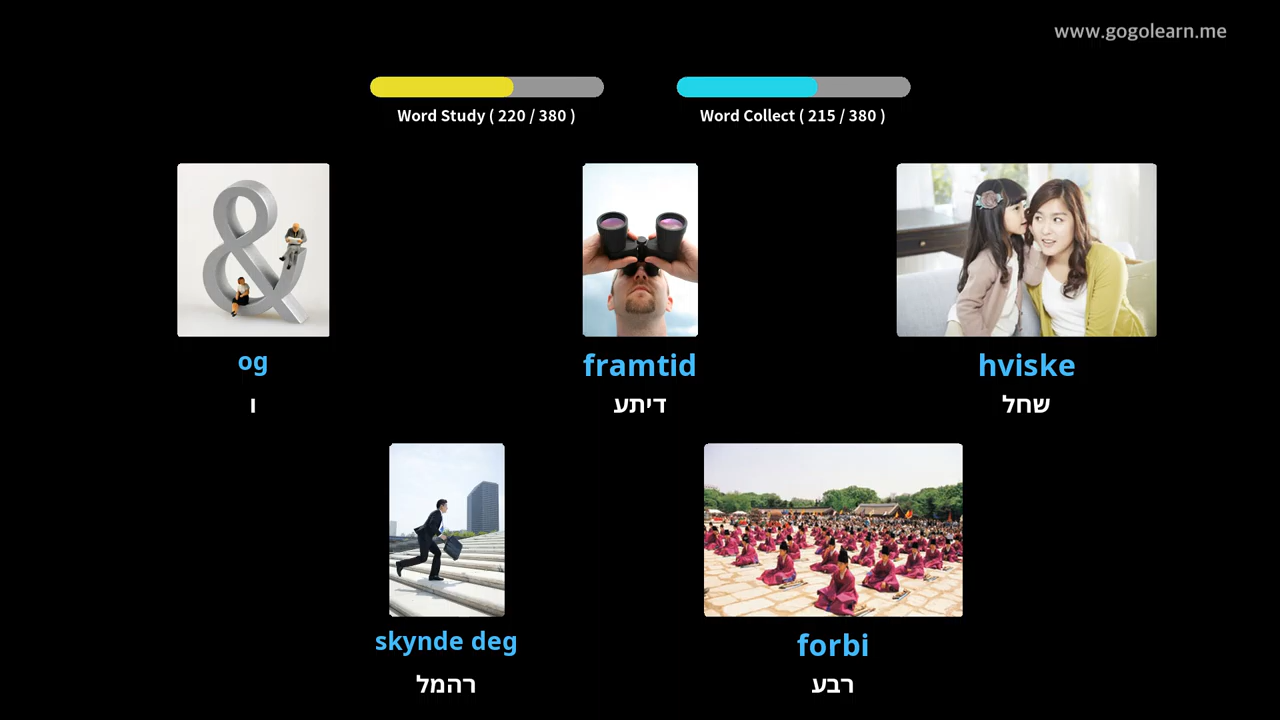 www.gogolearn.me
Word Study ( 220 / 380 )
Word Collect ( 215 / 380 )
og
framtid
hviske
ו
דיתע
שחל
skynde deg
forbi
רהמל
רבע